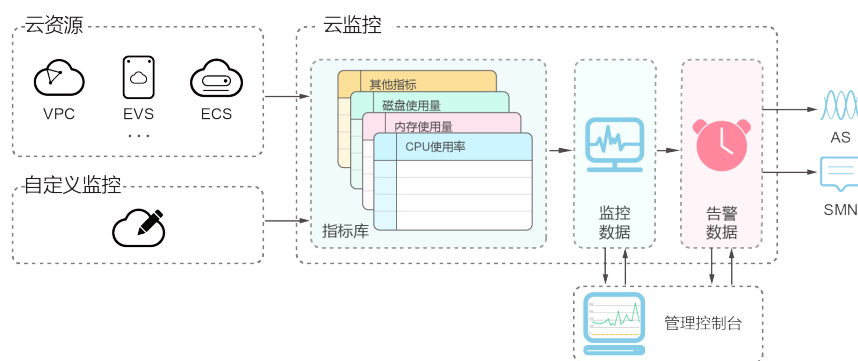 云资源
VPC
EVS
ECS
...
自定义监控
云监控
其他指标
磁盘使用量
内存使用量
CPU使用率
指标库
监控
数据
告警
数据
AS
SMN
管理控制台